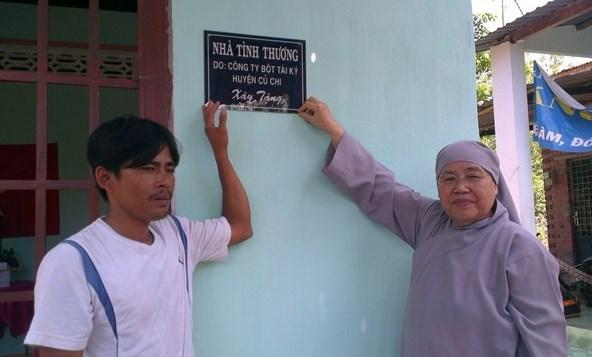 NHÀ TÌNH THƯƠNG
DO: CÔNG TY BỘT TÀI KÝ
HUYỆN CỦ CHI
Xây Tặng